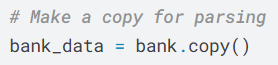 # Make a copy for parsing
bank_data = bank.copy()